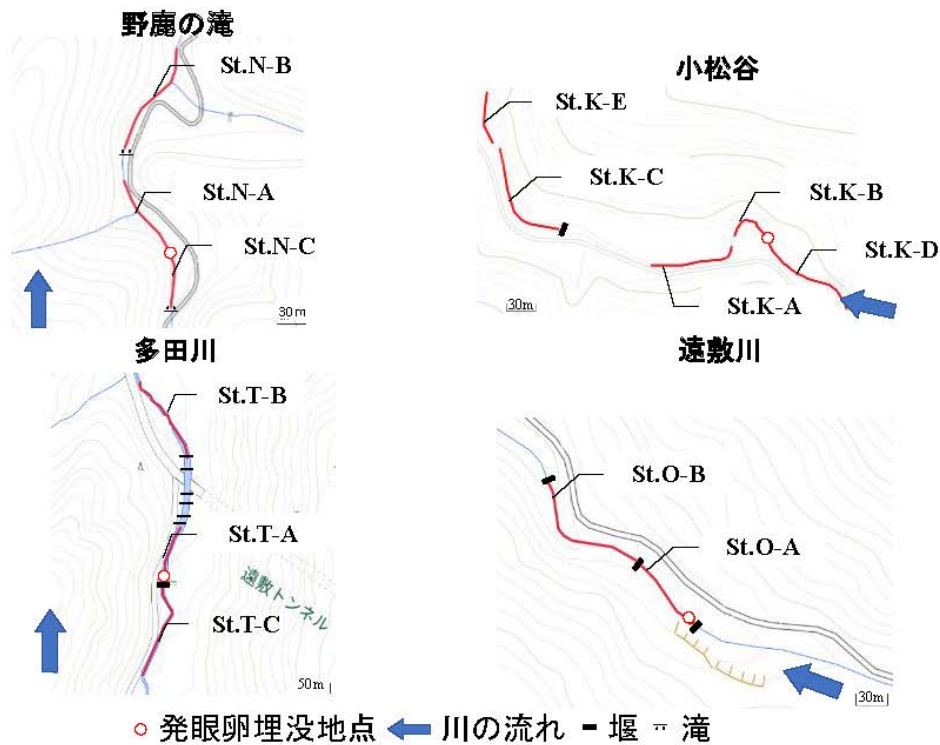 野鹿の滝
St.N-B
St.N-A
St.N-C
30m
小松谷
St.K-E
St.K-C
St.K-B
St.K-D
St.K-A
30m
多田川
St.T-B
St.T-A
遠敷トンネル
St.T-C
50m
遠敷川
St.O-B
St.O-A
30m
発眼卵埋没地点 川の流れ 堰 滝